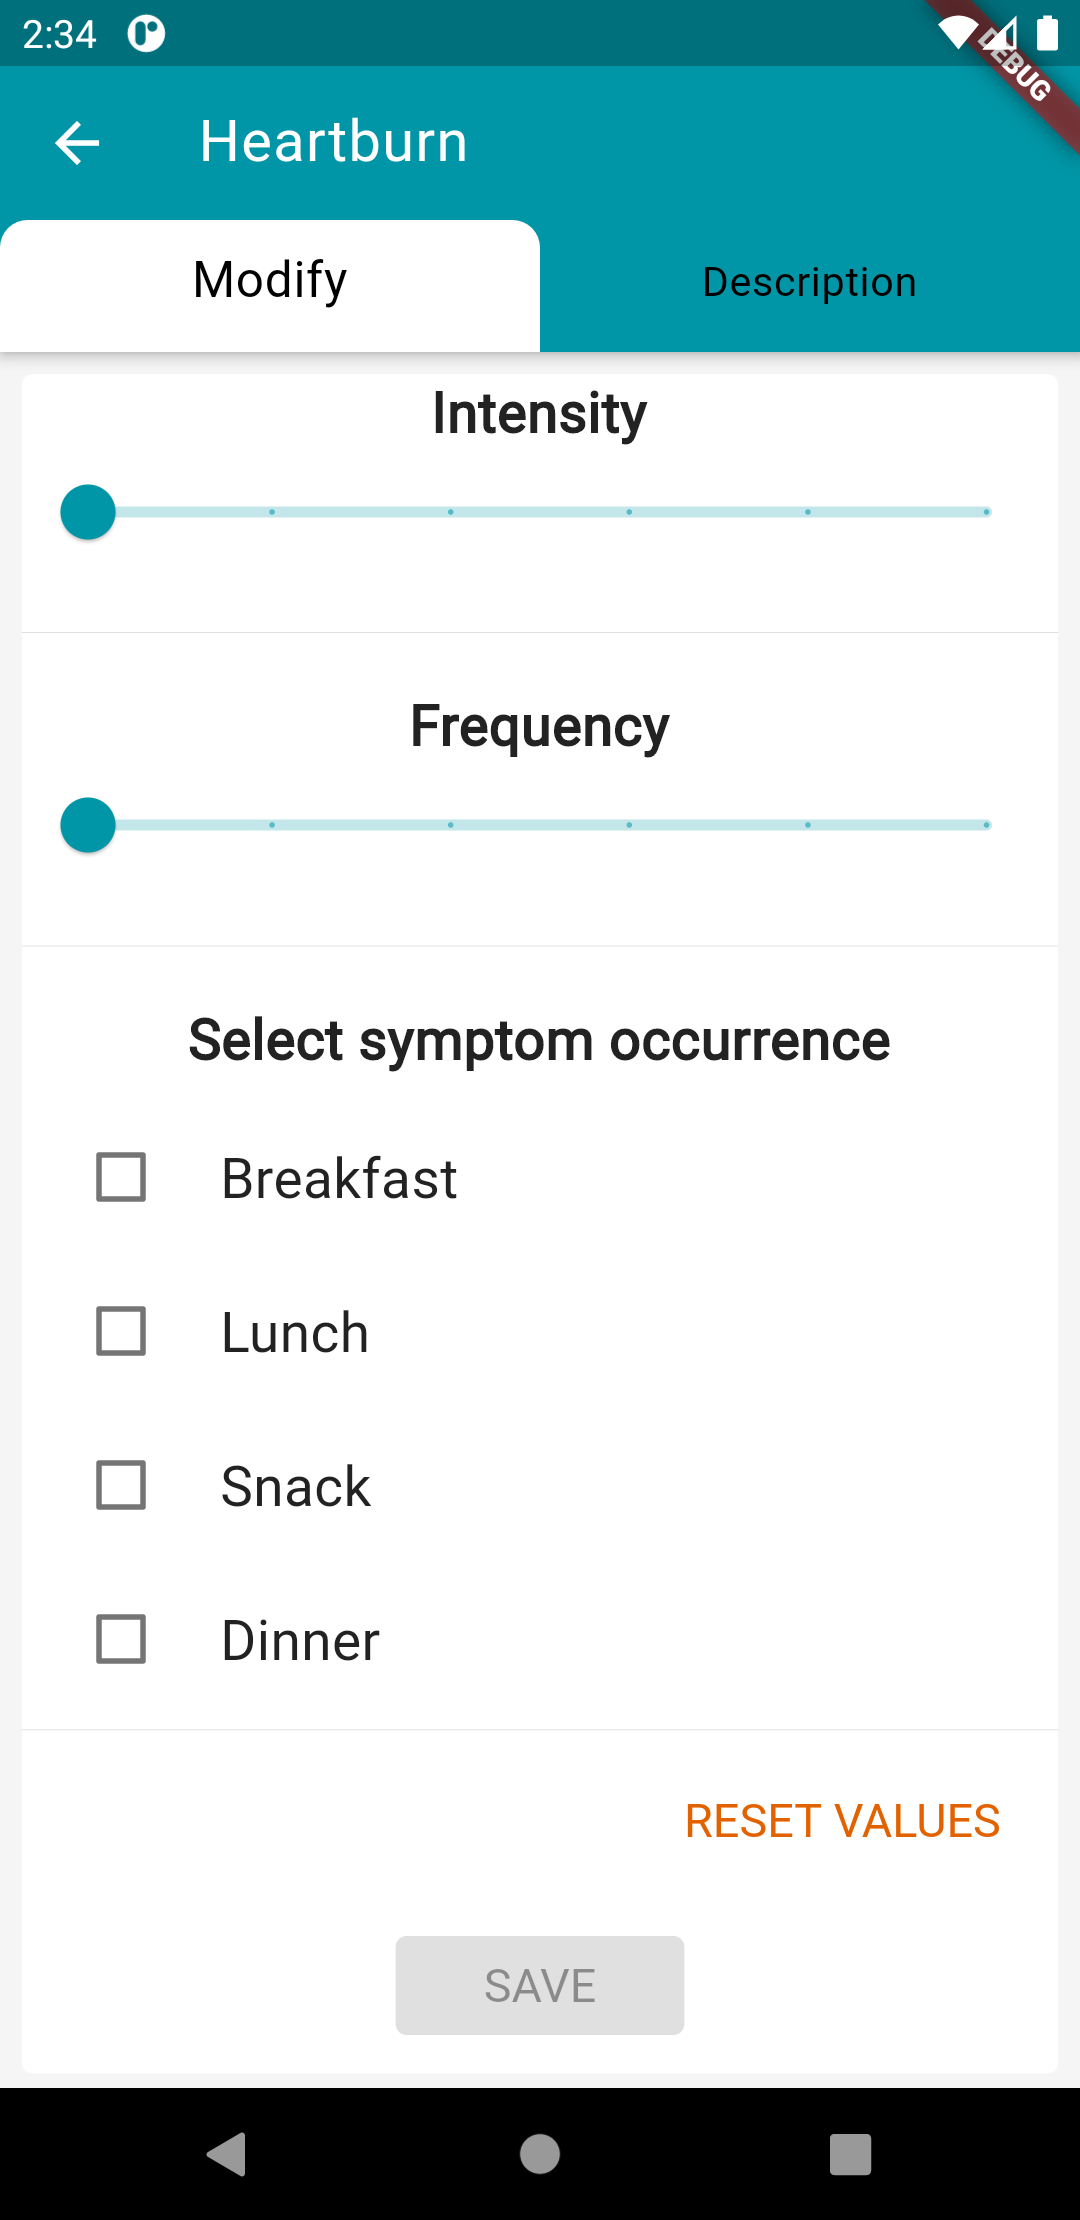 2:34
DEBUG
Heartburn
Modify
Description
Intensity
Frequency
Select symptom occurrence
Breakfast
Lunch
Snack
Dinner
RESET VALUES
SAVE